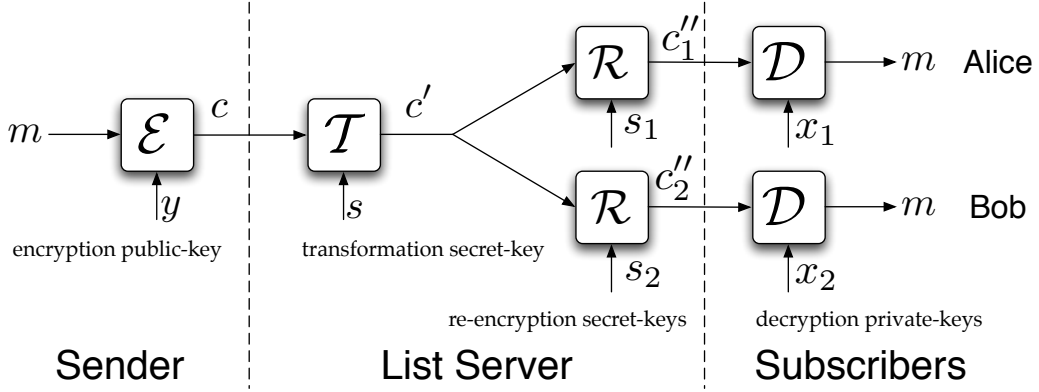 m
ℰ
c
y
encryption public-key
𝒯
c′
s
transformation secret-key
ℛ
c″₁
s₁
ℛ
c″₂
s₂
re-encryption secret-keys
𝒟
m
Alice
x₁
𝒟
m
Bob
x₂
decryption private-keys
Sender
List Server
Subscribers